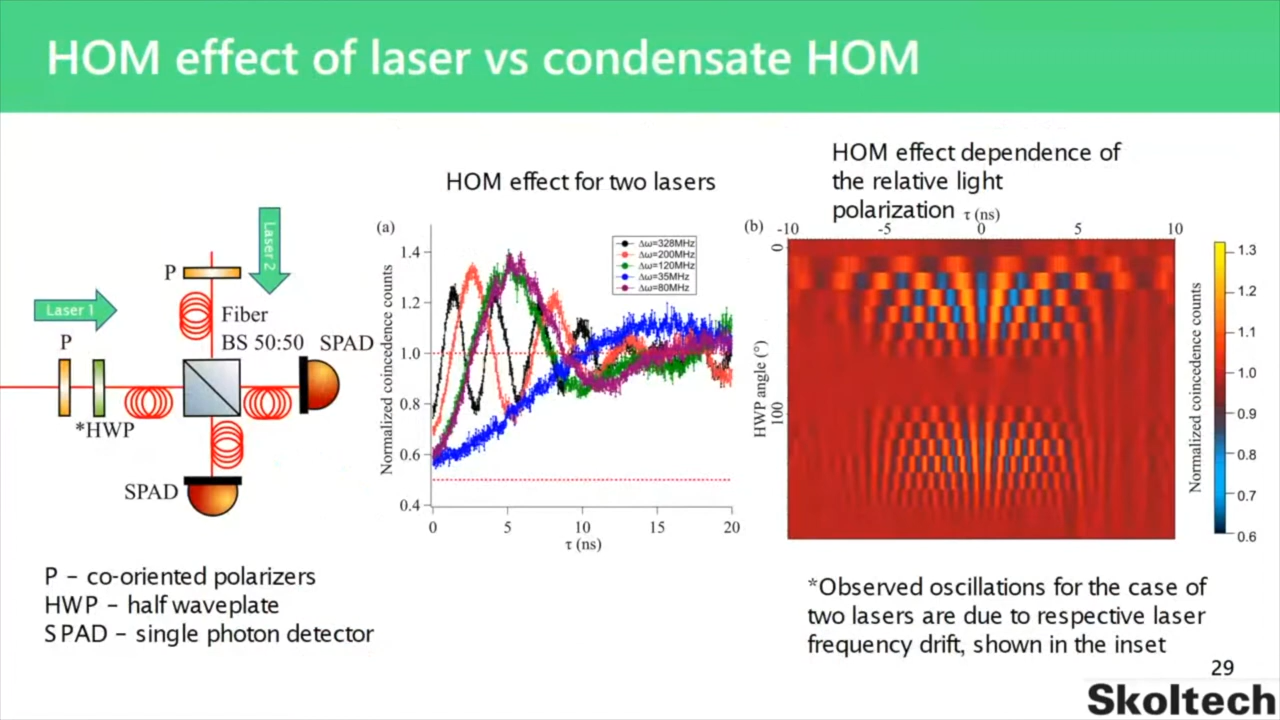 HOM effect of laser vs condensate HOM
HOM effect for two lasers
HOM effect dependence of
the relative light
polarization
Laser 2
Laser 1
P
P
Fiber
BS 50:50
SPAD
*HWP
SPAD
P – co-oriented polarizers
HWP – half waveplate
SPAD – single photon detector
(a)
Normalized coincedence counts
1.4
1.2
1.0
0.8
0.6
0.4
0
5
10
15
20
τ (ns)
Δω=328MHz
Δω=200MHz
Δω=120MHz
Δω=35MHz
Δω=80MHz
(b)
τ (ns)
-10
-5
0
5
10
HWP angle (°)
0
100
Normalized coincedence counts
1.3
1.2
1.1
1.0
0.9
0.8
0.7
0.6
*Observed oscillations for the case of
two lasers are due to respective laser
frequency drift, shown in the inset
29
Skoltech